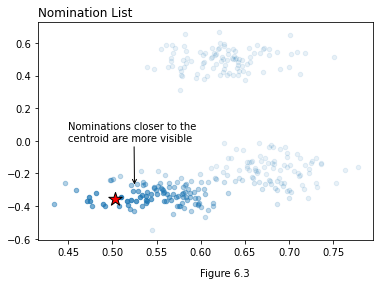 Nomination List
0.6
0.4
0.2
0.0
−0.2
−0.4
−0.6
Nominations closer to the
centroid are more visible
0.45 0.50 0.55 0.60 0.65 0.70 0.75
Figure 6.3